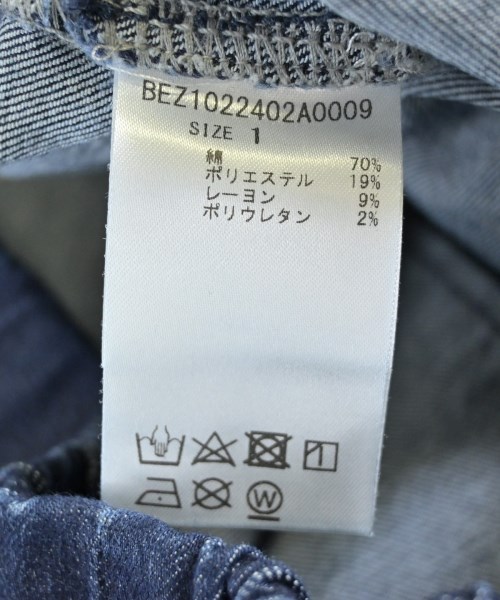 BEZ1022402A0009
SIZE 1
綿 70%
ポリエステル 19%
レーヨン 9%
ポリウレタン 2%
W